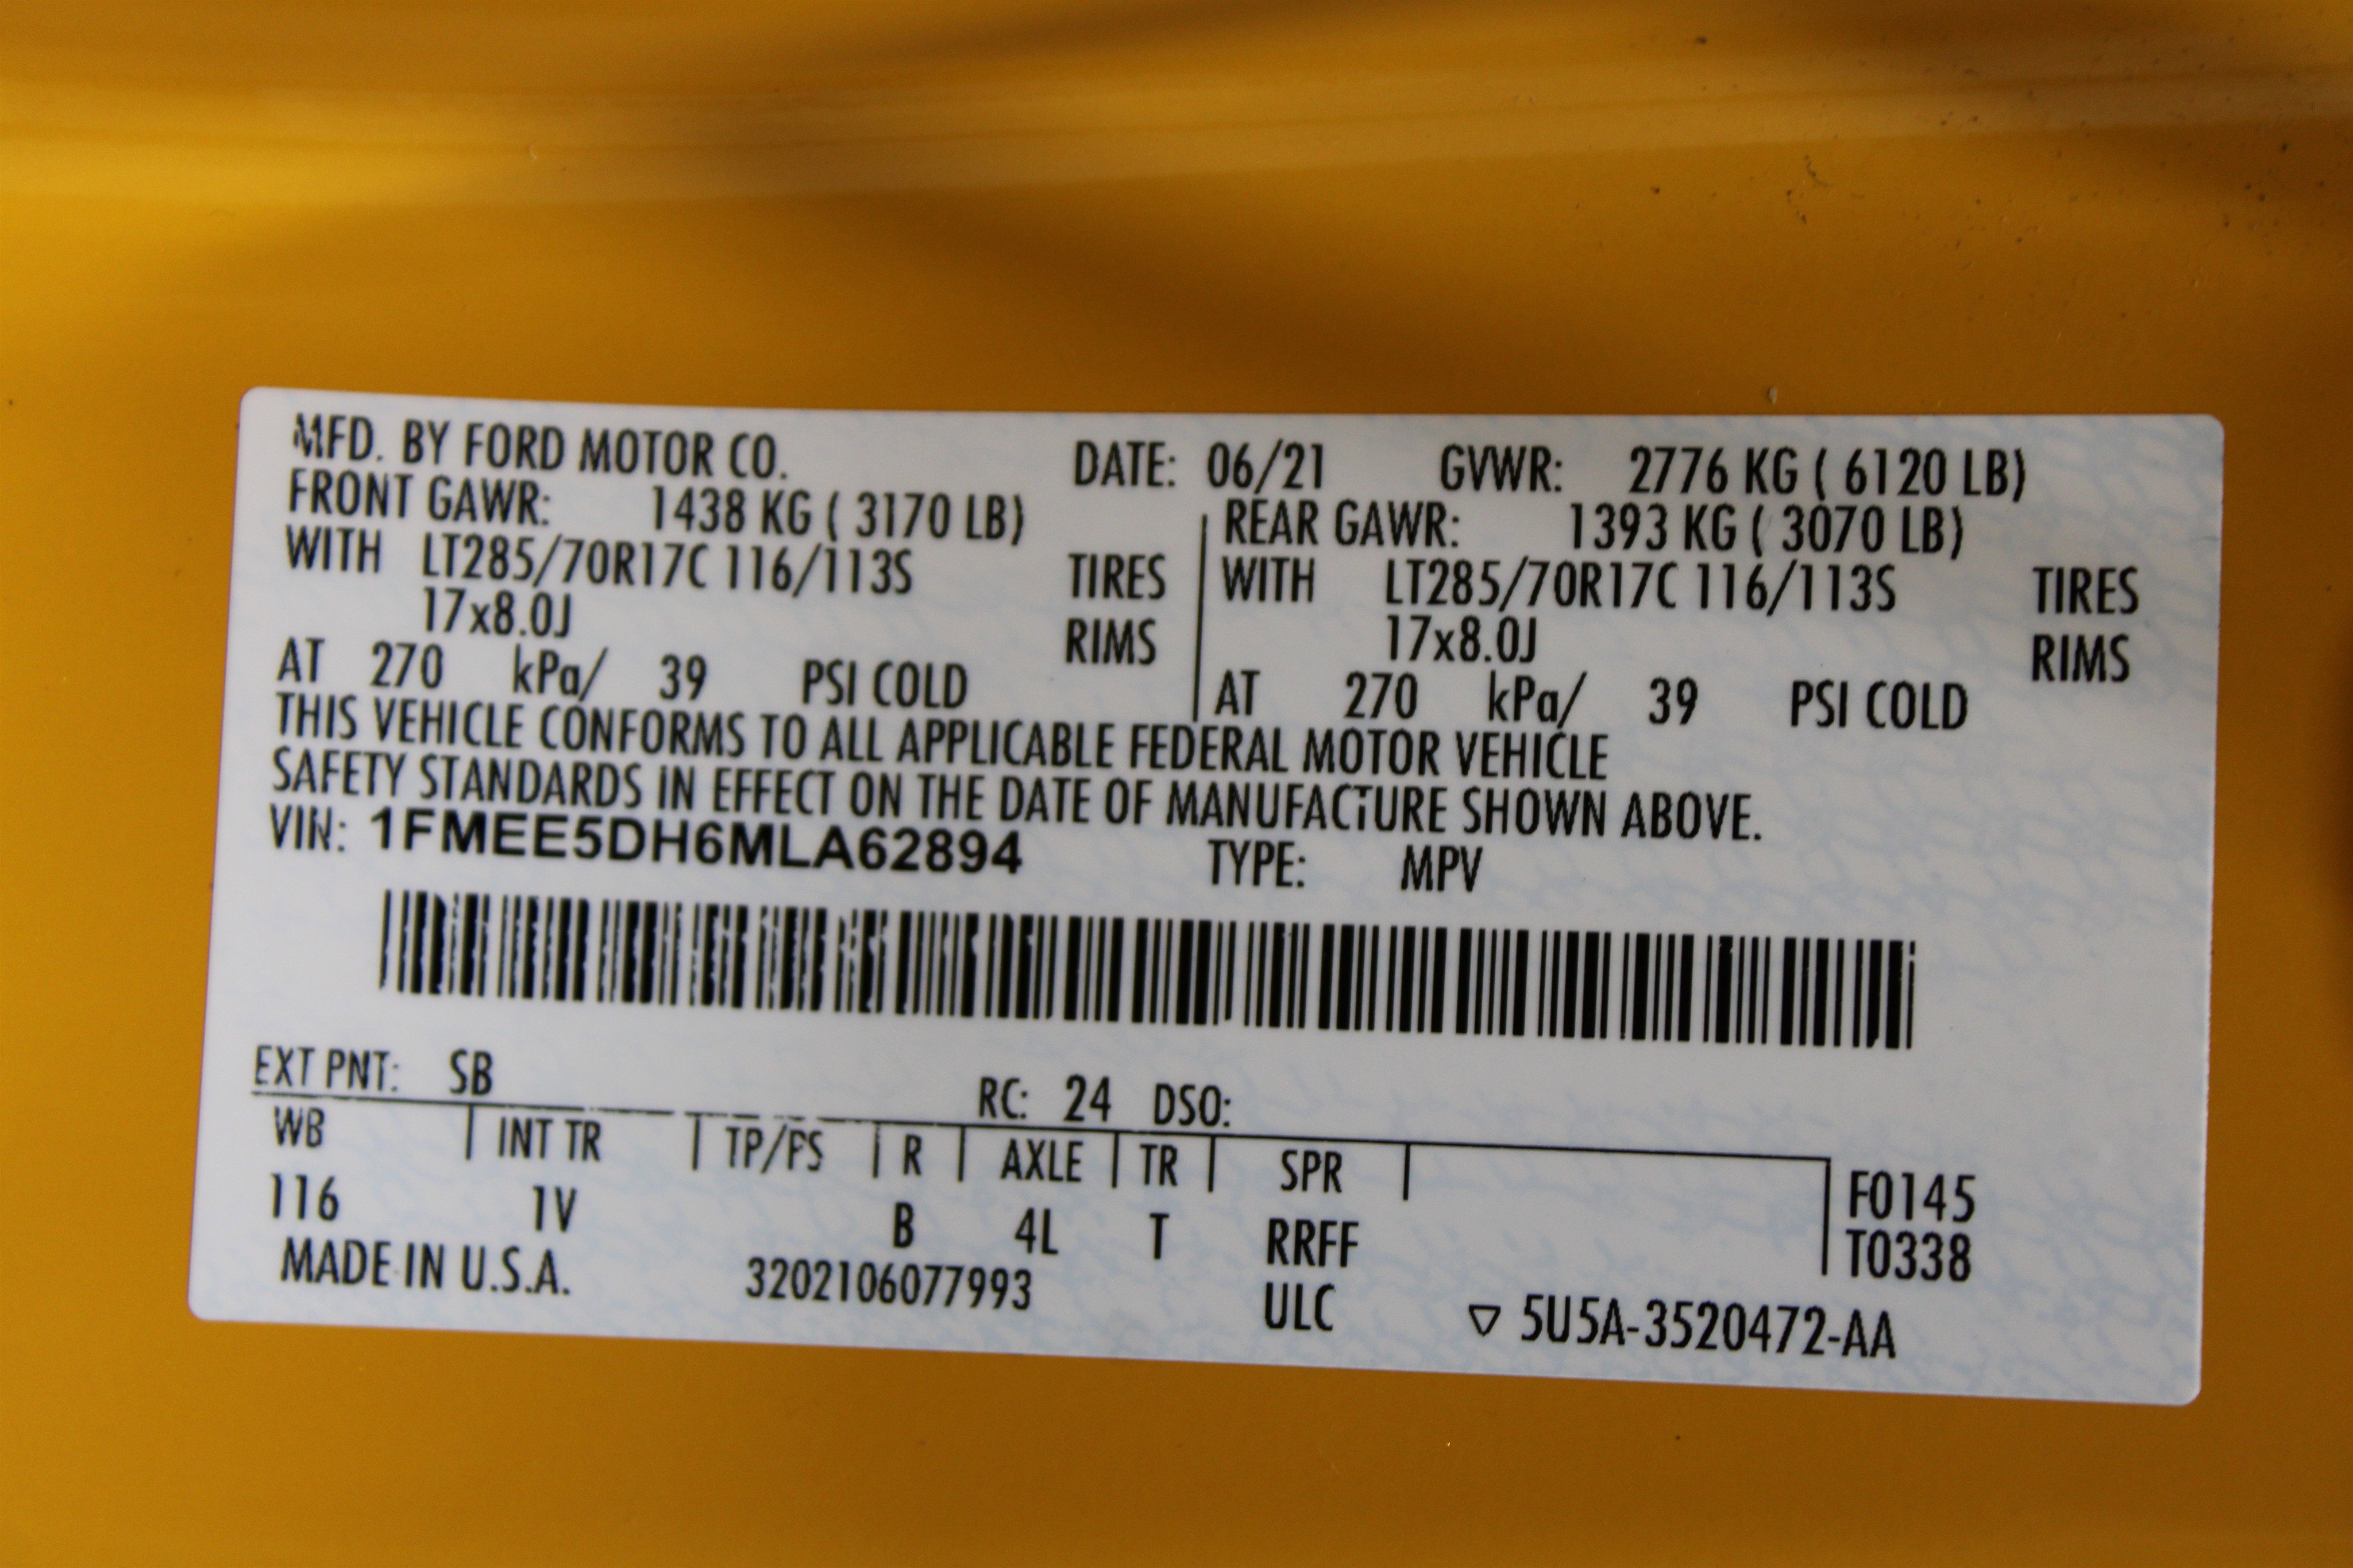 MFD. BY FORD MOTOR CO. DATE: 06/21 GVWR: 2776 KG ( 6120 LB)
FRONT GAWR: 1438 KG ( 3170 LB) REAR GAWR: 1393 KG ( 3070 LB)
WITH LT285/70R17C 116/113S TIRES WITH LT285/70R17C 116/113S TIRES
17x8.0J RIMS 17x8.0J RIMS
AT 270 kPa/ 39 PSI COLD AT 270 kPa/ 39 PSI COLD
THIS VEHICLE CONFORMS TO ALL APPLICABLE FEDERAL MOTOR VEHICLE
SAFETY STANDARDS IN EFFECT ON THE DATE OF MANUFACTURE SHOWN ABOVE.
VIN: 1FMEE5DH6MLA62894 TYPE: MPV
EXT PNT: SB RC: 24 DSO:
WB INT TR TP/PS R AXLE TR SPR F0145
116 1V B 4L T RRFF T0338
MADE IN U.S.A. 3202106077993 ULC ▽ 5U5A-3520472-AA